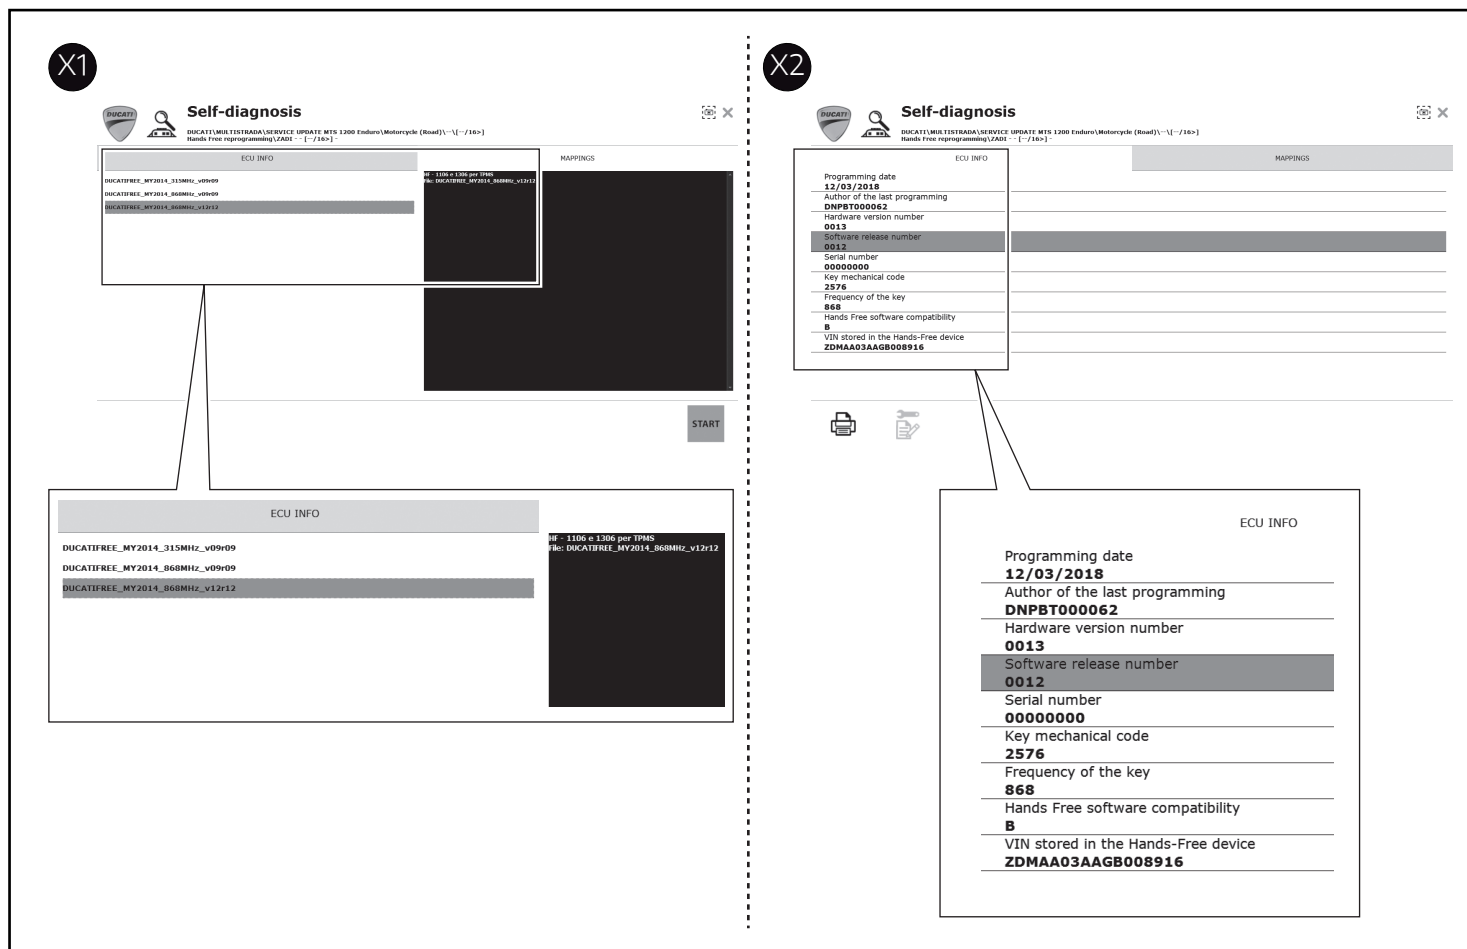 X1
DUCATI
Self-diagnosis
DUCATI\MULTISTRADA\SERVICE UPDATE MTS 1200 Enduro\Motorcycle (Road)\--\[--/16>]
Hands Free reprogramming\ZADI - - [--/16>] -
ECU INFO
MAPPINGS
DUCATIFREE_MY2014_315MHz_v09r09
DUCATIFREE_MY2014_868MHz_v09r09
DUCATIFREE_MY2014_868MHz_v12r12
HF - 1106 e 1306 per TPMS
File: DUCATIFREE_MY2014_868MHz_v12r12
START
ECU INFO
DUCATIFREE_MY2014_315MHz_v09r09
DUCATIFREE_MY2014_868MHz_v09r09
DUCATIFREE_MY2014_868MHz_v12r12
HF - 1106 e 1306 per TPMS
File: DUCATIFREE_MY2014_868MHz_v12r12
X2
DUCATI
Self-diagnosis
DUCATI\MULTISTRADA\SERVICE UPDATE MTS 1200 Enduro\Motorcycle (Road)\--\[--/16>]
Hands Free reprogramming\ZADI - - [--/16>] -
ECU INFO
MAPPINGS
Programming date
12/03/2018
Author of the last programming
DNPBT000062
Hardware version number
0013
Software release number
0012
Serial number
00000000
Key mechanical code
2576
Frequency of the key
868
Hands Free software compatibility
B
VIN stored in the Hands-Free device
ZDMAA03AAGB008916
ECU INFO
Programming date
12/03/2018
Author of the last programming
DNPBT000062
Hardware version number
0013
Software release number
0012
Serial number
00000000
Key mechanical code
2576
Frequency of the key
868
Hands Free software compatibility
B
VIN stored in the Hands-Free device
ZDMAA03AAGB008916